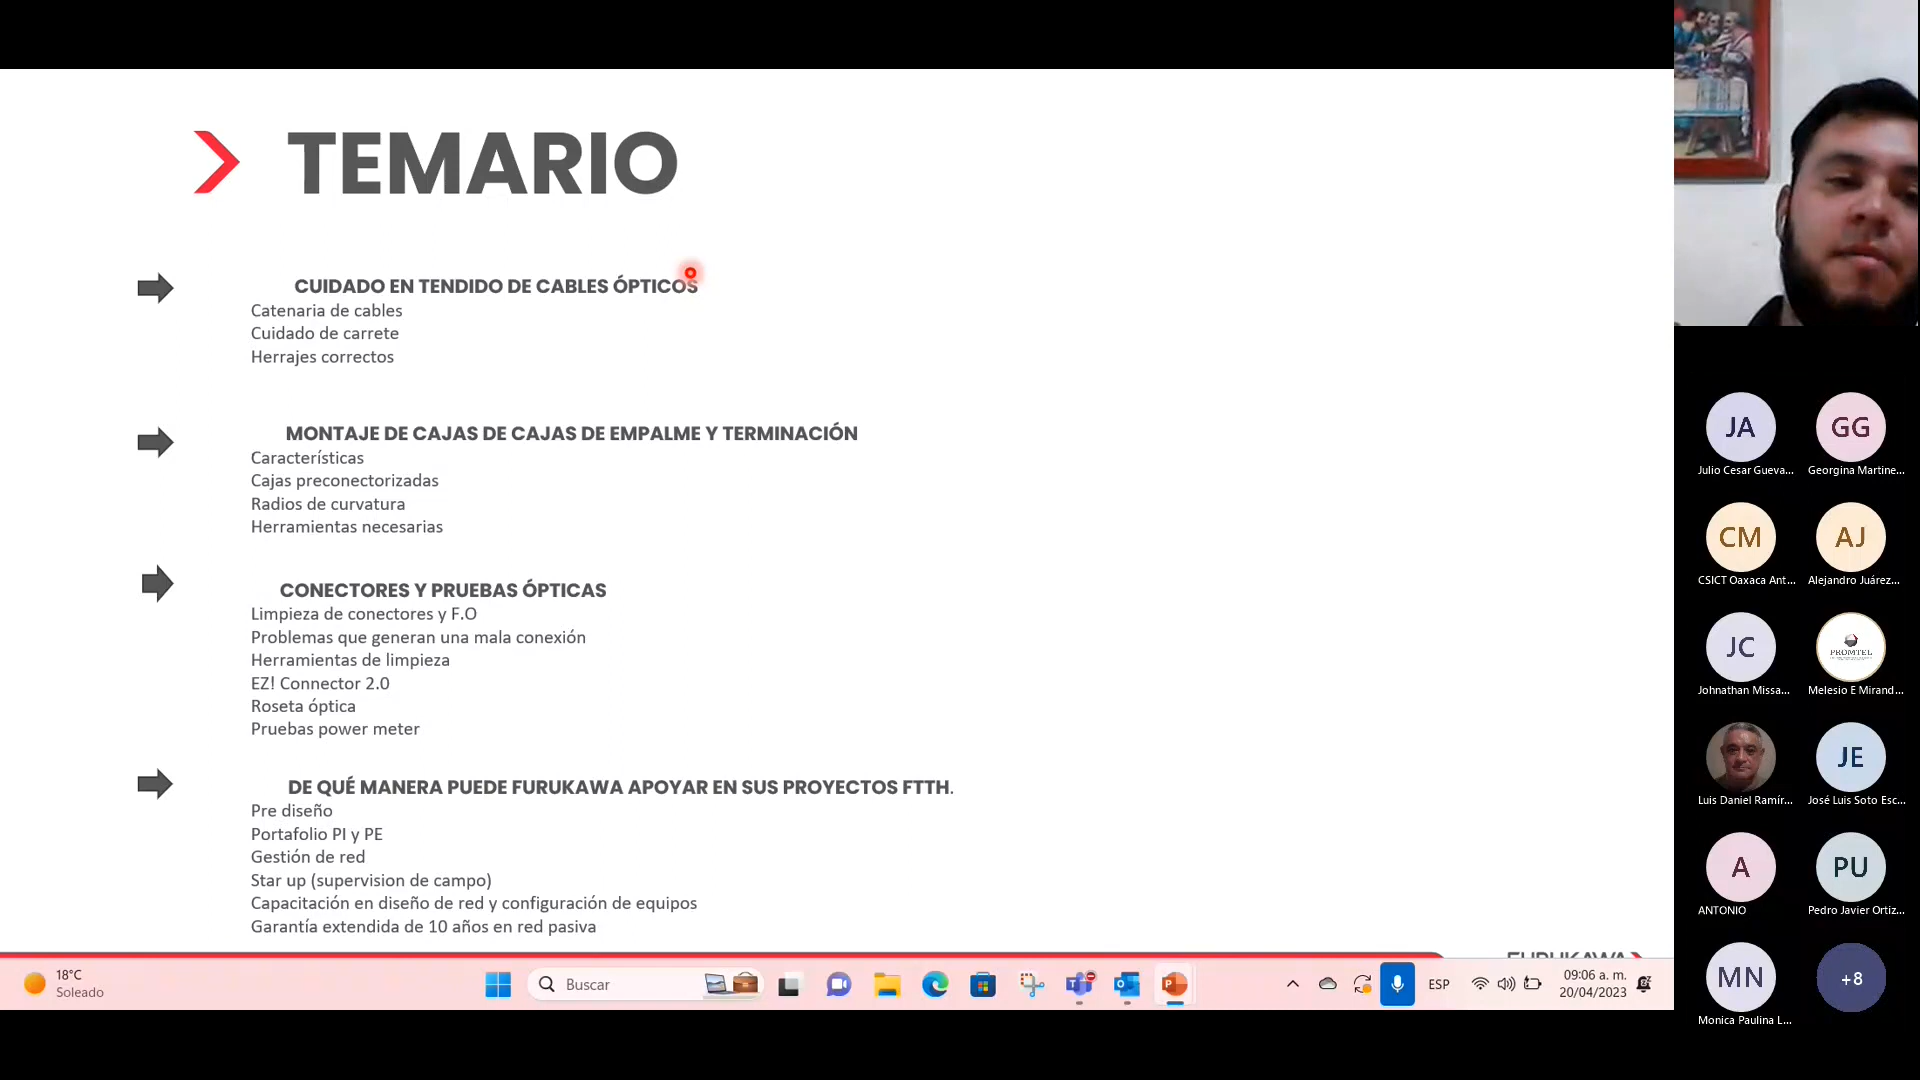 TEMARIO
CUIDADO EN TENDIDO DE CABLES ÓPTICOS
Catenaria de cables
Cuidado de carrete
Herrajes correctos
MONTAJE DE CAJAS DE CAJAS DE EMPALME Y TERMINACIÓN
Características
Cajas preconectorizadas
Radios de curvatura
Herramientas necesarias
CONECTORES Y PRUEBAS ÓPTICAS
Limpieza de conectores y F.O
Problemas que generan una mala conexión
Herramientas de limpieza
EZ! Connector 2.0
Roseta óptica
Pruebas power meter
DE QUÉ MANERA PUEDE FURUKAWA APOYAR EN SUS PROYECTOS FTTH.
Pre diseño
Portafolio PI y PE
Gestión de red
Star up (supervision de campo)
Capacitación en diseño de red y configuración de equipos
Garantía extendida de 10 años en red pasiva
FURUKAWA
18°C
Soleado
Buscar
ESP
09:06 a. m.
20/04/2023
JA
GG
Julio Cesar Gueva...
Georgina Martine...
CM
AJ
CSICT Oaxaca Ant...
Alejandro Juárez...
JC
PROMTEL
Johnathan Missa...
Melesio E Mirand...
JE
Luis Daniel Ramír...
José Luis Soto Esc...
A
PU
ANTONIO
Pedro Javier Ortiz...
MN
+8
Monica Paulina L...